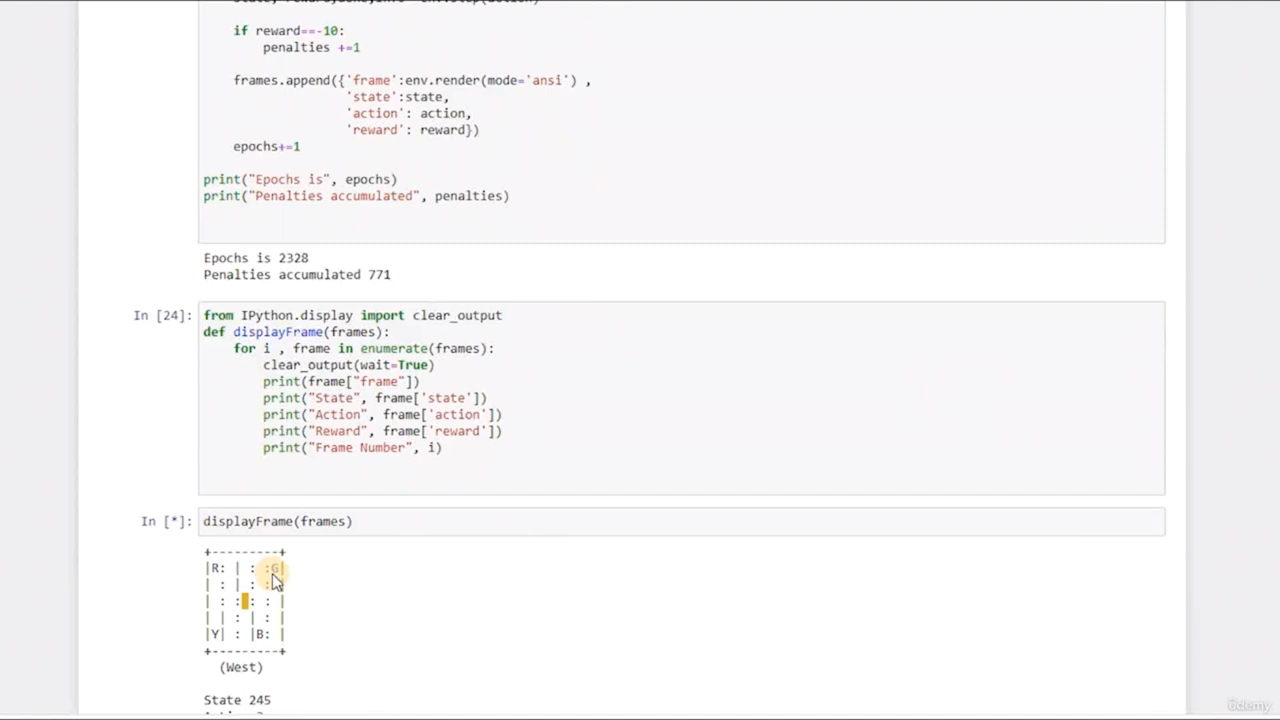 if reward==-10:
penalties +=1
frames.append({'frame':env.render(mode='ansi') ,
'state':state,
'action': action,
'reward': reward})
epochs+=1
print("Epochs is", epochs)
print("Penalties accumulated", penalties)
Epochs is 2328
Penalties accumulated 771
In [24]: from IPython.display import clear_output
def displayFrame(frames):
for i , frame in enumerate(frames):
clear_output(wait=True)
print(frame["frame"])
print("State", frame['state'])
print("Action", frame['action'])
print("Reward", frame['reward'])
print("Frame Number", i)
In [*]: displayFrame(frames)
+---------+
|R: | : :G|
| : | : : |
| : : : : |
| | : | : |
|Y| : |B: |
+---------+
(West)
State 245
ûdemy